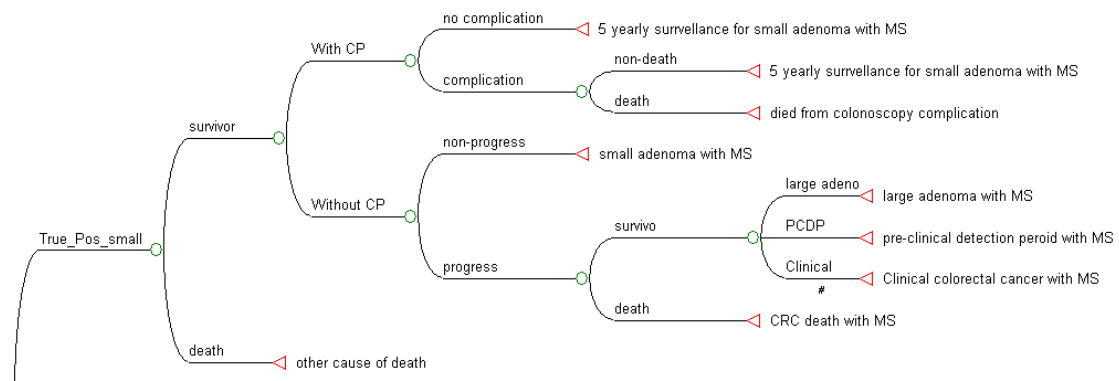 no complication
5 yearly surrvellance for small adenoma with MS
With CP
non-death
complication
5 yearly surrvellance for small adenoma with MS
death
died from colonoscopy complication
survivor
non-progress
small adenoma with MS
large adeno
large adenoma with MS
Without CP
survivo
PCDP
pre-clinical detection peroid with MS
True_Pos_small
progress
Clinical
Clinical colorectal cancer with MS
#
death
CRC death with MS
death
other cause of death